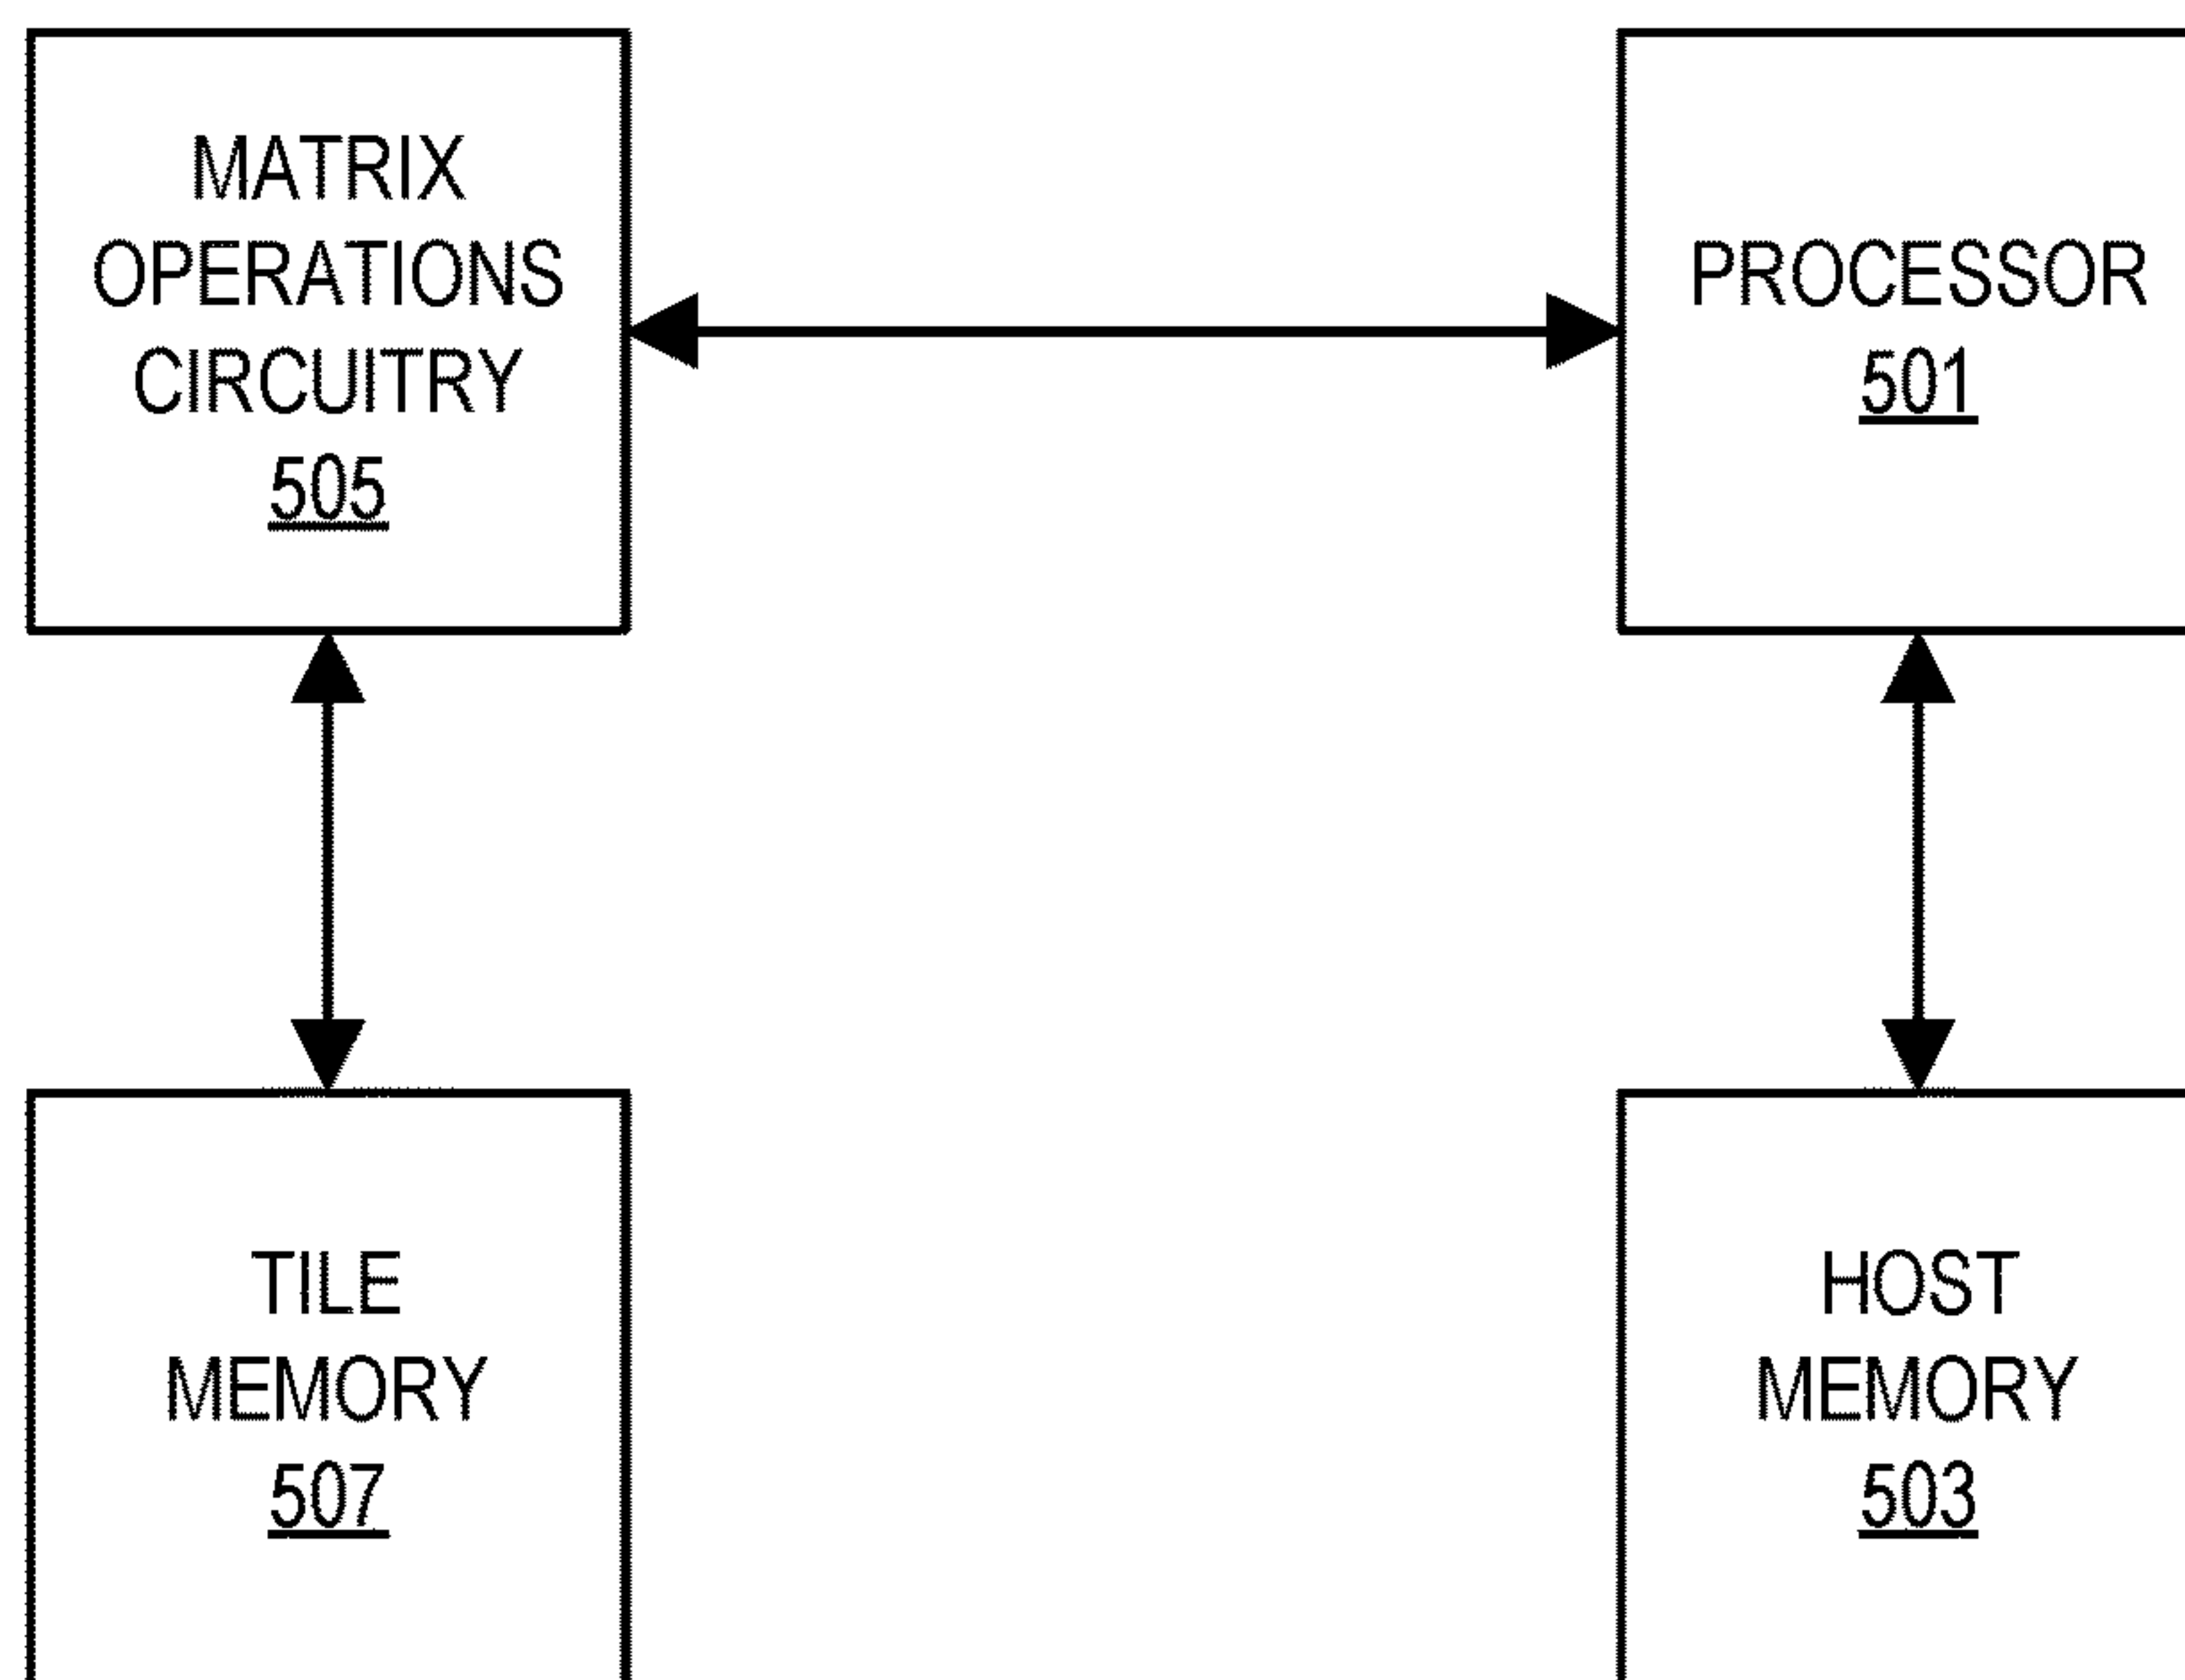 MATRIX
OPERATIONS
CIRCUITRY
505
PROCESSOR
501
TILE
MEMORY
507
HOST
MEMORY
503